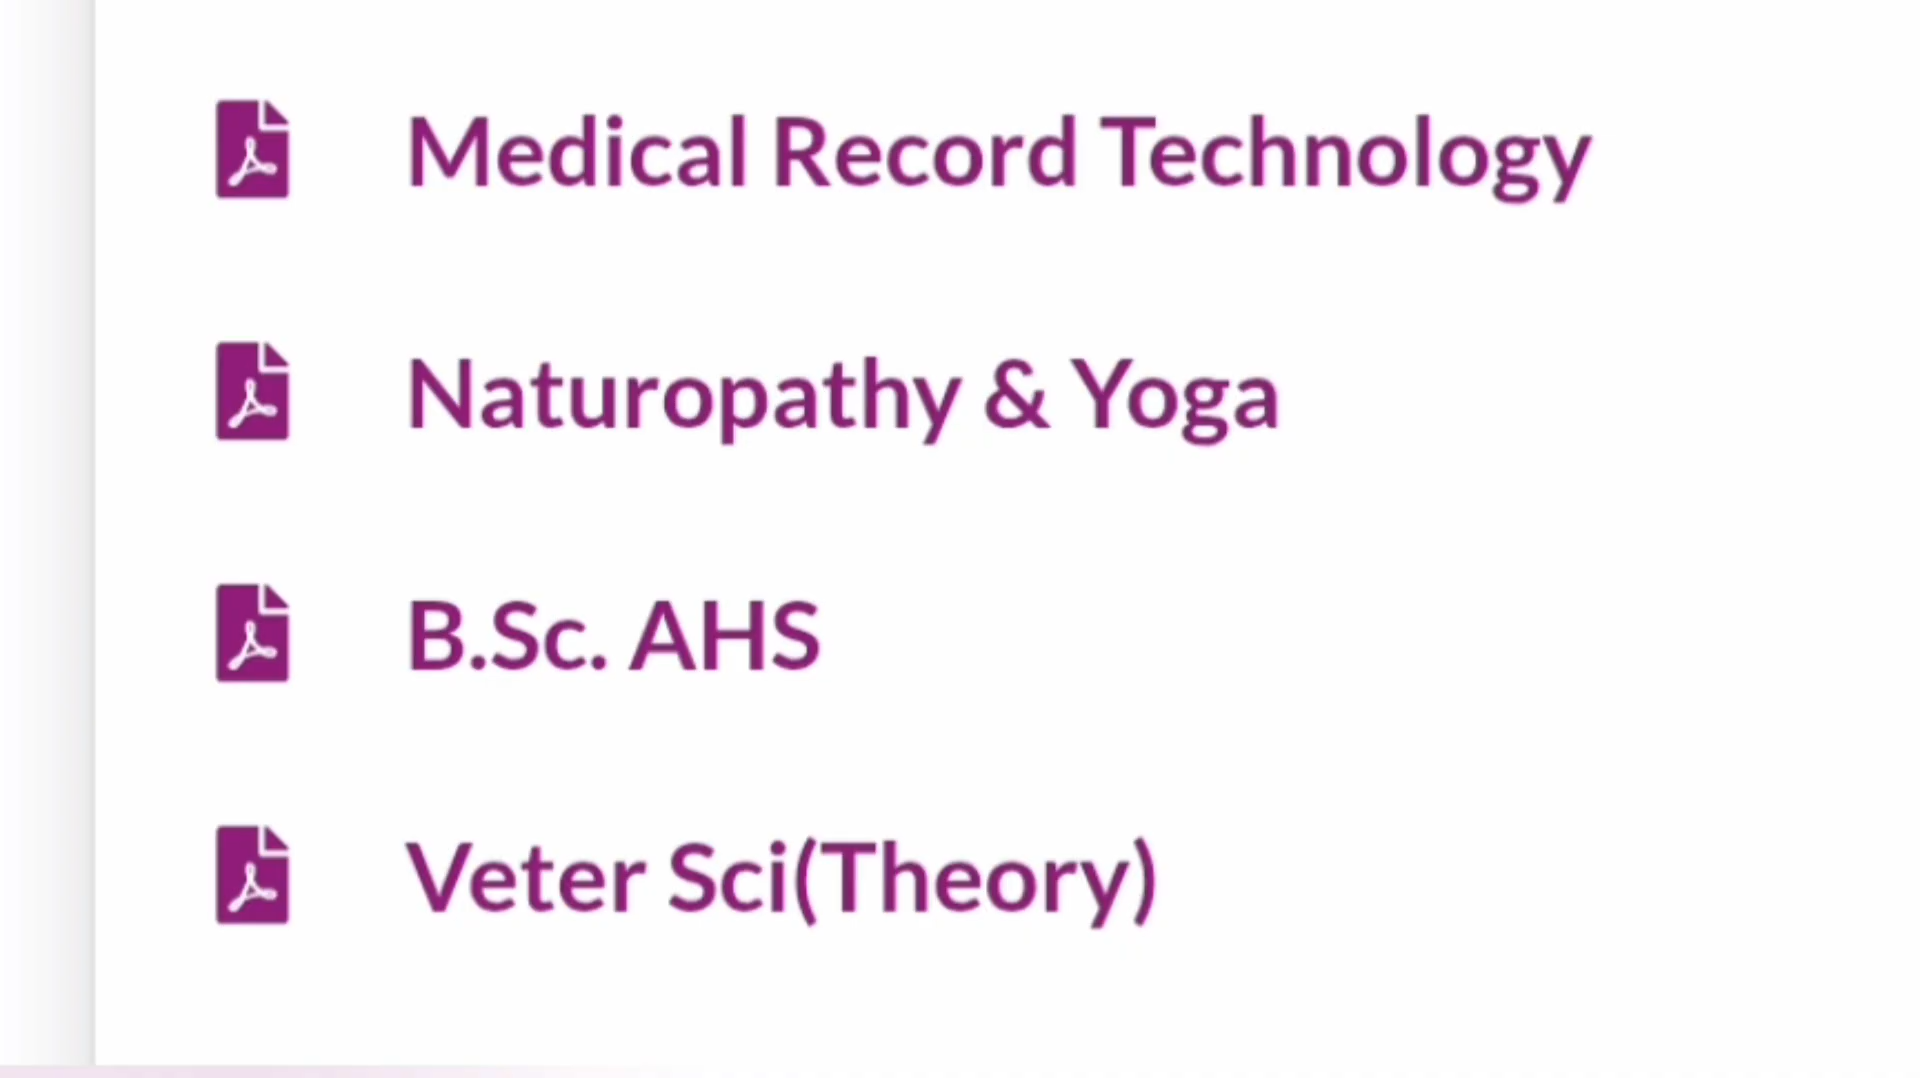 Medical Record Technology
Naturopathy & Yoga
B.Sc. AHS
Veter Sci(Theory)